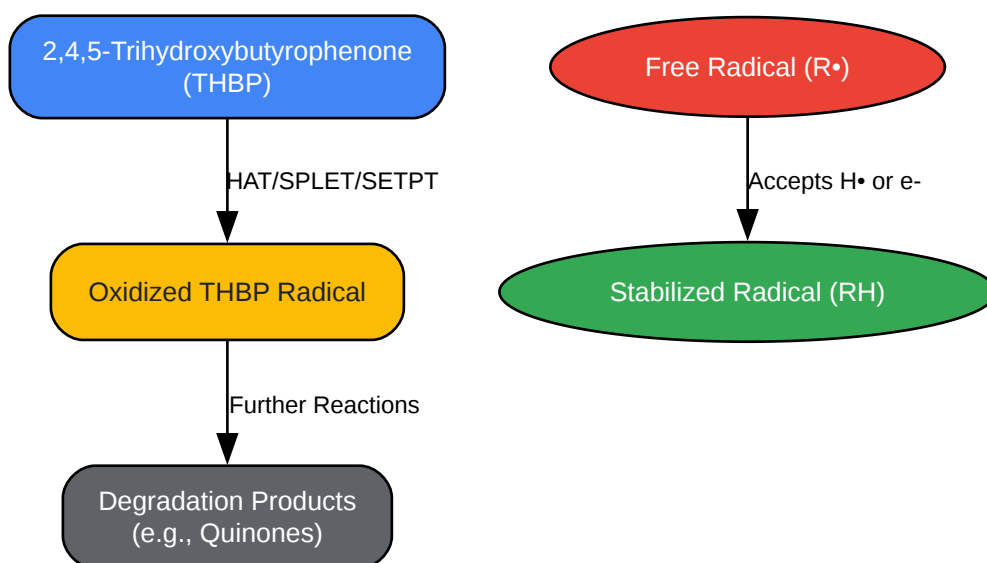 2,4,5-Trihydroxybutyrophenone
(THBP)
Free Radical (R•)
HAT/SPLET/SETPT
Accepts H• or e-
Oxidized THBP Radical
Stabilized Radical (RH)
Further Reactions
Degradation Products
(e.g., Quinones)